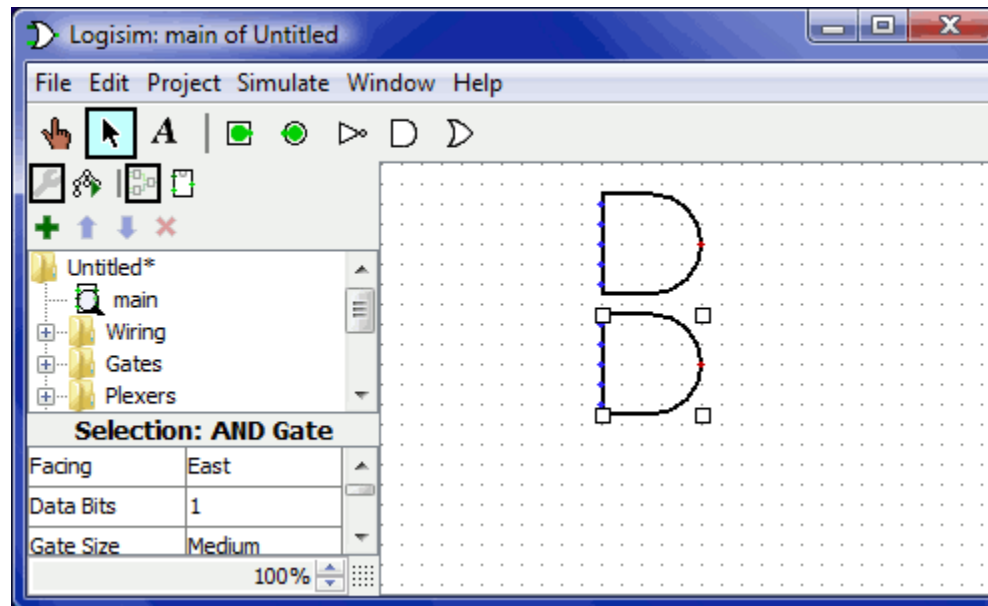 Logisim: main of Untitled
File Edit Project Simulate Window Help
A
Untitled*
main
Wiring
Gates
Plexers
Selection: AND Gate
Facing East
Data Bits 1
Gate Size Medium
100%